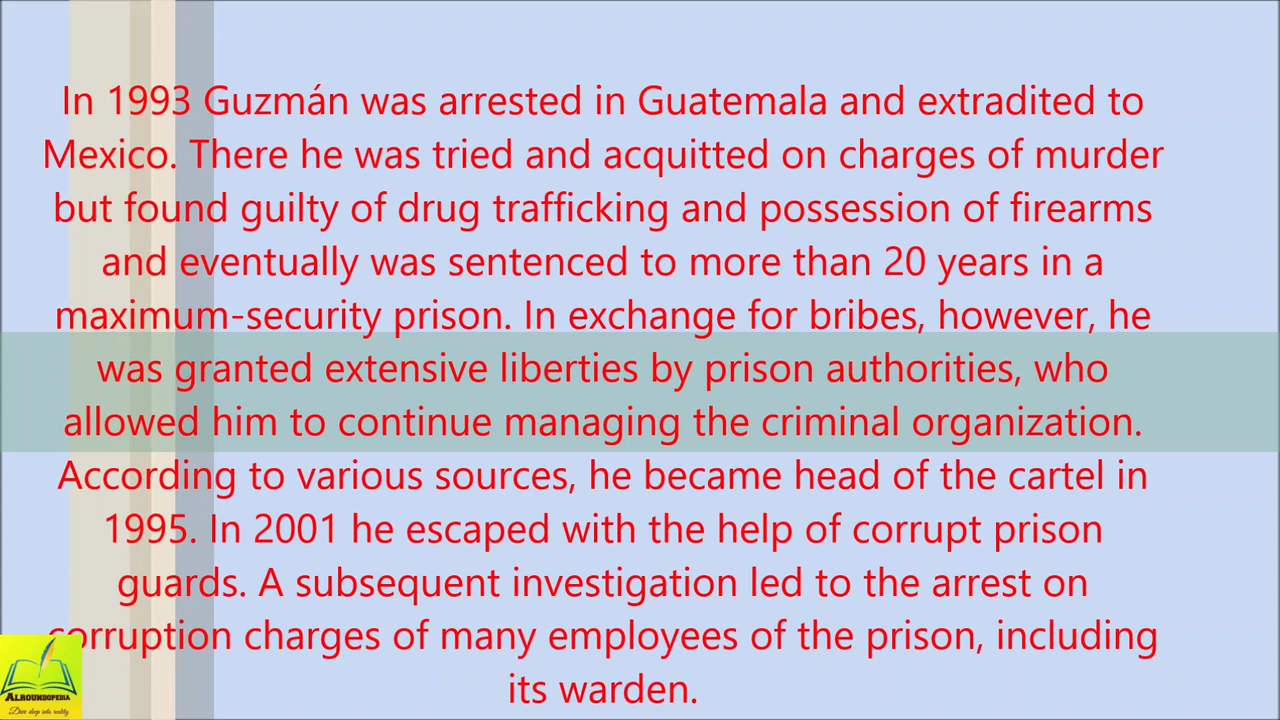 In 1993 Guzmán was arrested in Guatemala and extradited to
Mexico. There he was tried and acquitted on charges of murder
but found guilty of drug trafficking and possession of firearms
and eventually was sentenced to more than 20 years in a
maximum-security prison. In exchange for bribes, however, he
was granted extensive liberties by prison authorities, who
allowed him to continue managing the criminal organization.
According to various sources, he became head of the cartel in
1995. In 2001 he escaped with the help of corrupt prison
guards. A subsequent investigation led to the arrest on
corruption charges of many employees of the prison, including
its warden.
ALROUNDOPEDIA
Dive deep into reality